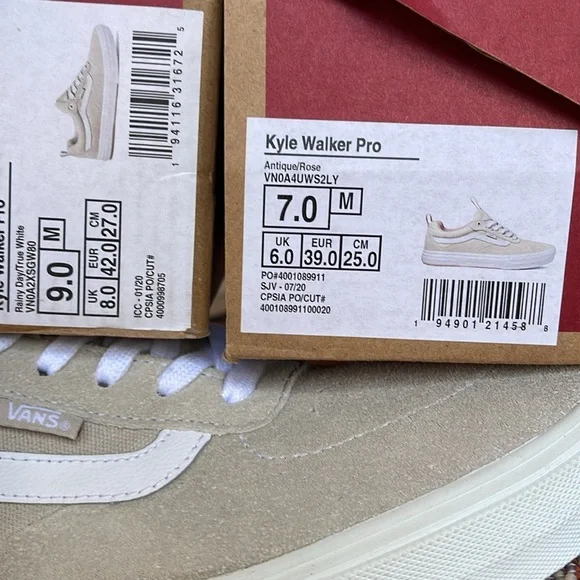 Kyle Walker Pro
Rainy Day/True White
VN0A2XSGW80
9.0 M
UK EUR CM
8.0 42.0 27.0
ICC - 01/20
CPSIA PO/CUT#
4000998705
1 94116 31672 5
Kyle Walker Pro
Antique/Rose
VN0A4UWS2LY
7.0 M
UK EUR CM
6.0 39.0 25.0
PO#4001089911
SJV - 07/20
CPSIA PO/CUT#
400108991100020
1 94901 21458 8
VANS®